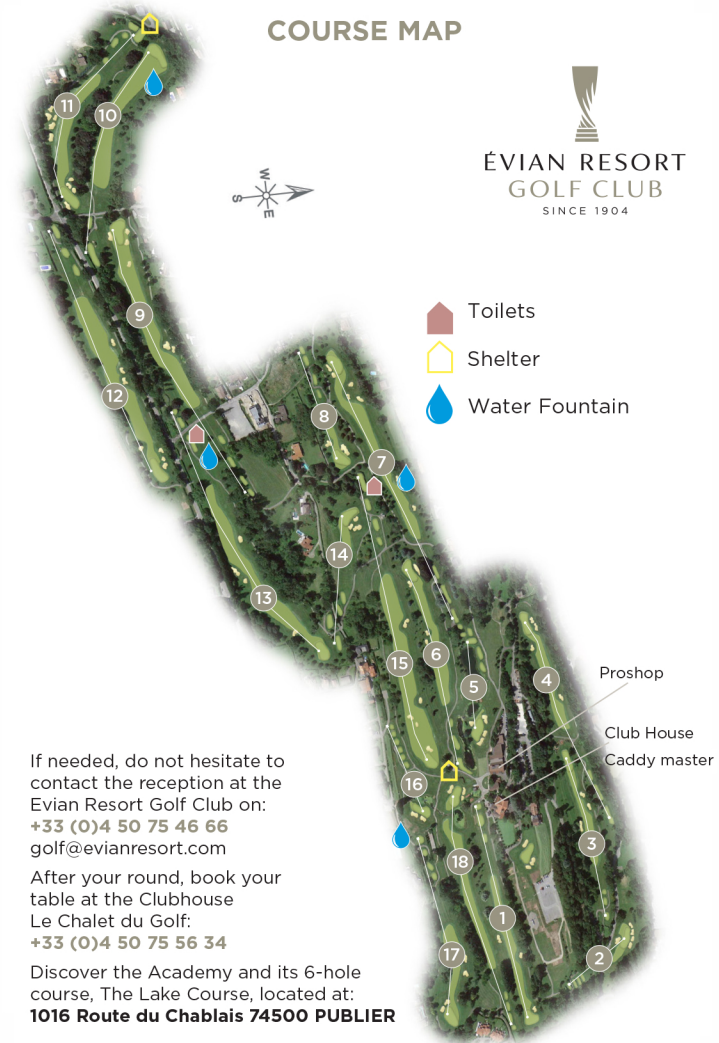 COURSE MAP
ÉVIAN RESORT
GOLF CLUB
SINCE 1904
W
S
E
Toilets
Shelter
Water Fountain
11
10
9
12
8
7
14
13
15
6
5
4
16
18
3
1
17
2
Proshop
Club House
Caddy master
If needed, do not hesitate to
contact the reception at the
Evian Resort Golf Club on:
+33 (0)4 50 75 46 66
golf@evianresort.com
After your round, book your
table at the Clubhouse
Le Chalet du Golf:
+33 (0)4 50 75 56 34
Discover the Academy and its 6-hole
course, The Lake Course, located at:
1016 Route du Chablais 74500 PUBLIER